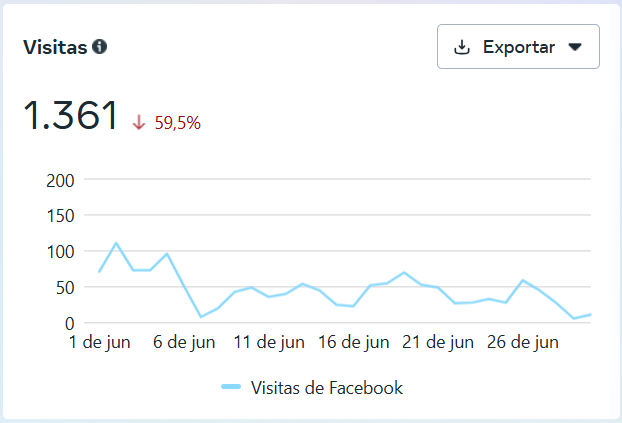 Visitas
Exportar
1.361 59,5%
200
150
100
50
0
1 de jun 6 de jun 11 de jun 16 de jun 21 de jun 26 de jun
Visitas de Facebook